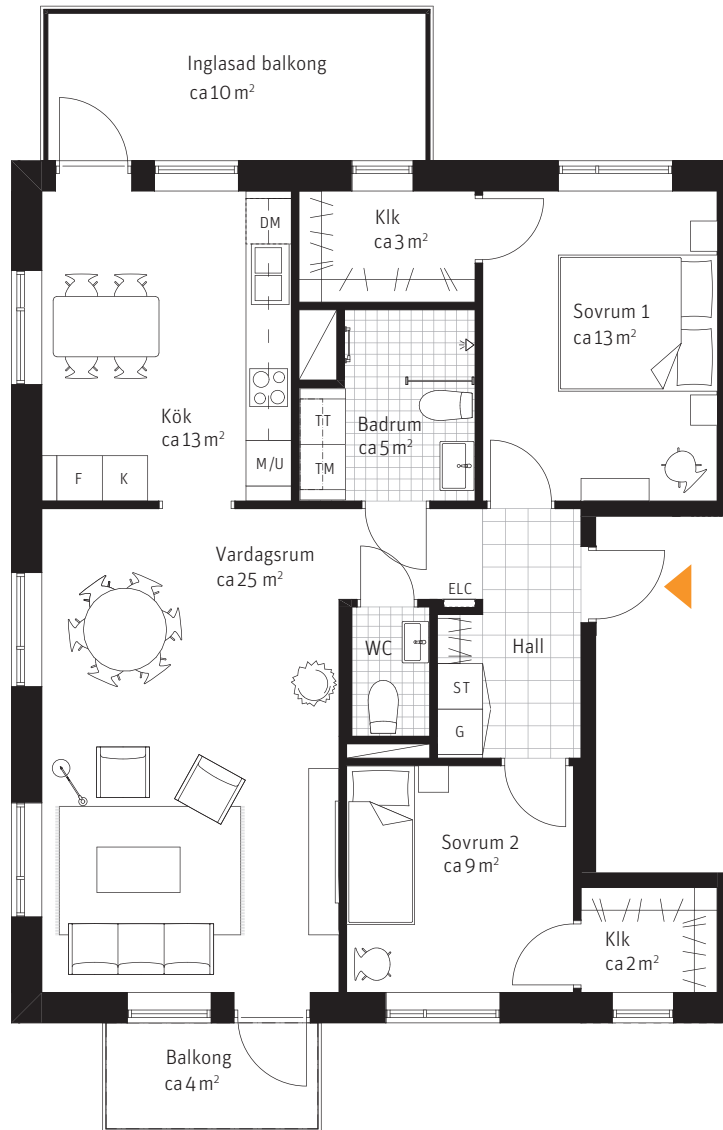 Inglasad balkong
ca 10 m²
DM
Klk
ca 3 m²
Sovrum 1
ca 13 m²
Kök
ca 13 m²
TT
Badrum
ca 5 m²
F
K
M/U
TM
Vardagsrum
ca 25 m²
ELC
WC
Hall
ST
G
Sovrum 2
ca 9 m²
Klk
ca 2 m²
Balkong
ca 4 m²